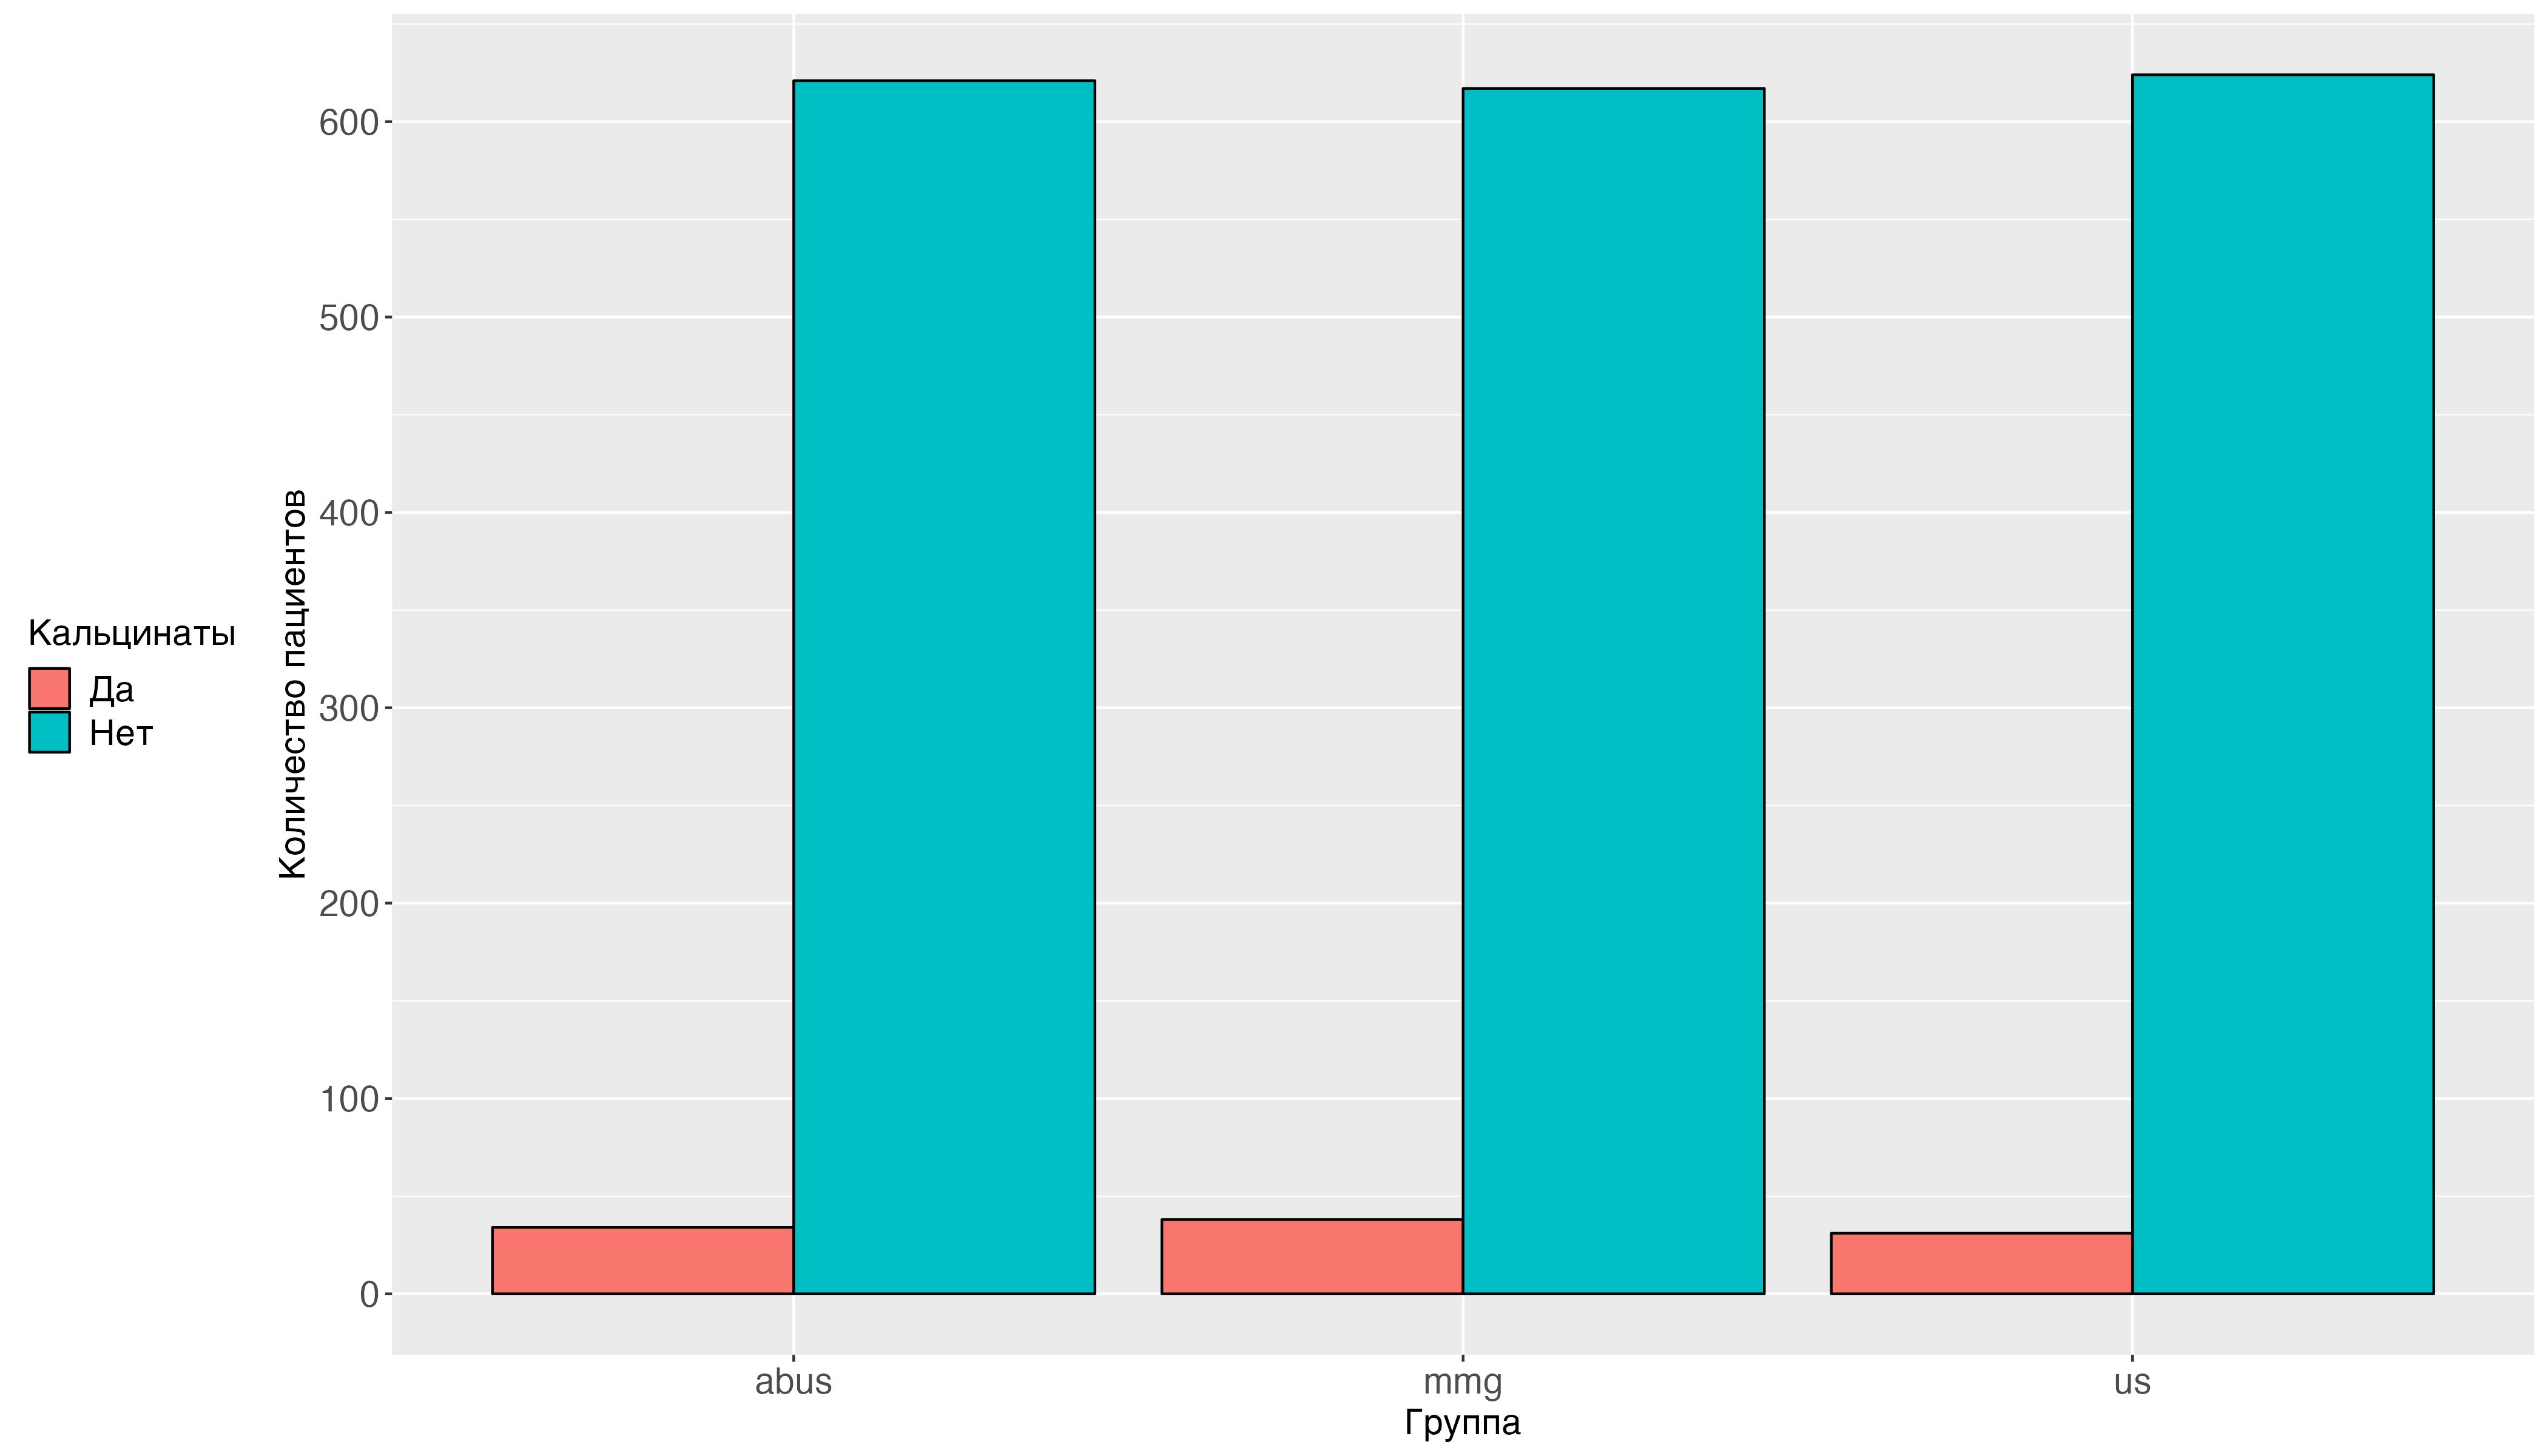 Кальцинаты
Да
Нет
Количество пациентов
600
500
400
300
200
100
0
abus
mmg
us
Группа